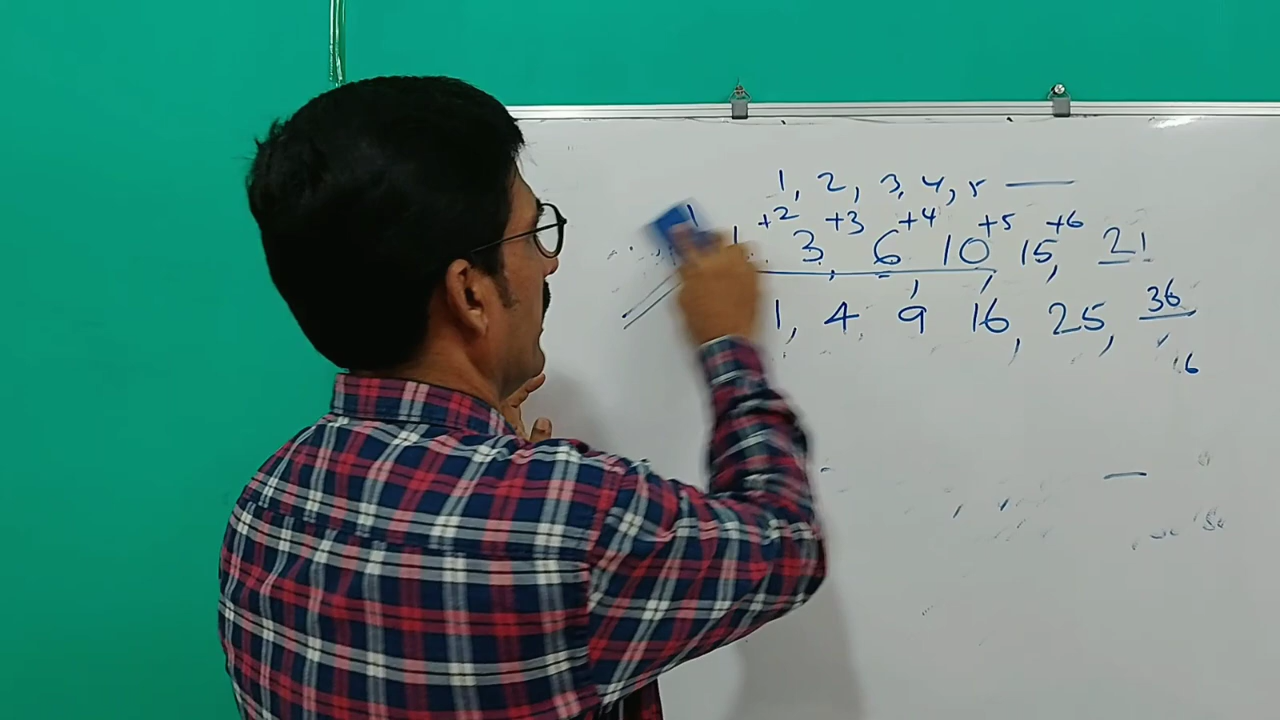 1, 2, 3, 4, 5 —
+2 +3 +4 +5 +6
1 3, 6, 10, 15, 21
1, 4, 9, 16, 25, 36
16